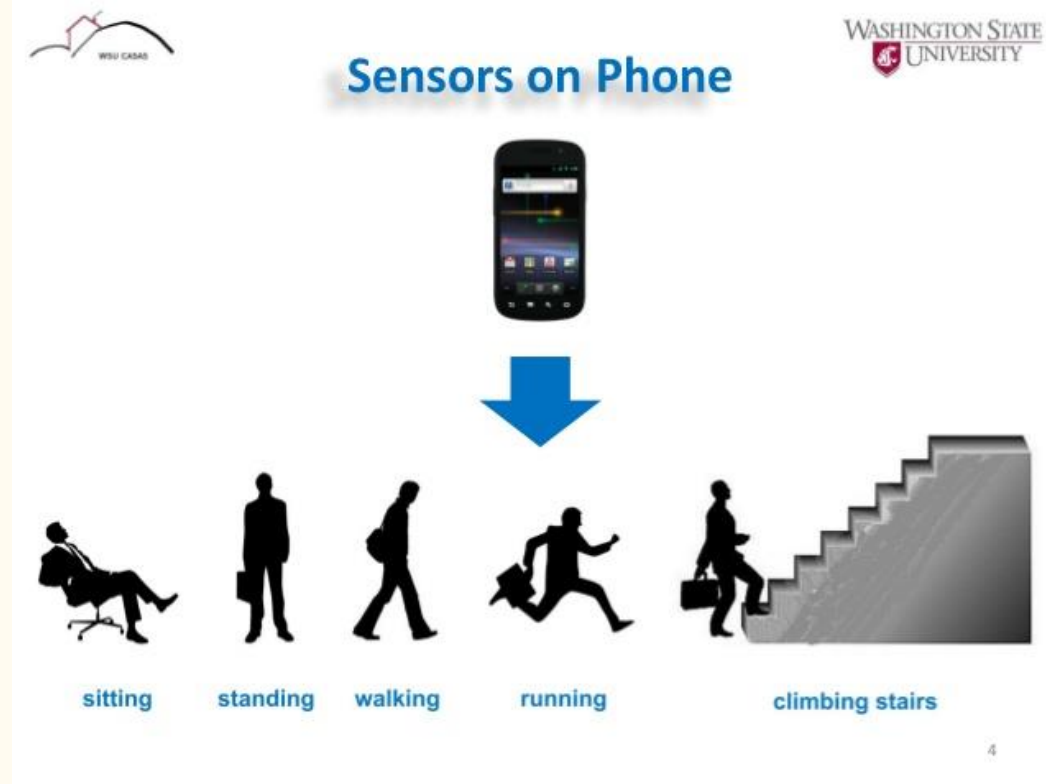 WSU CASAS
WASHINGTON STATE
UNIVERSITY
Sensors on Phone
sitting
standing
walking
running
climbing stairs
4